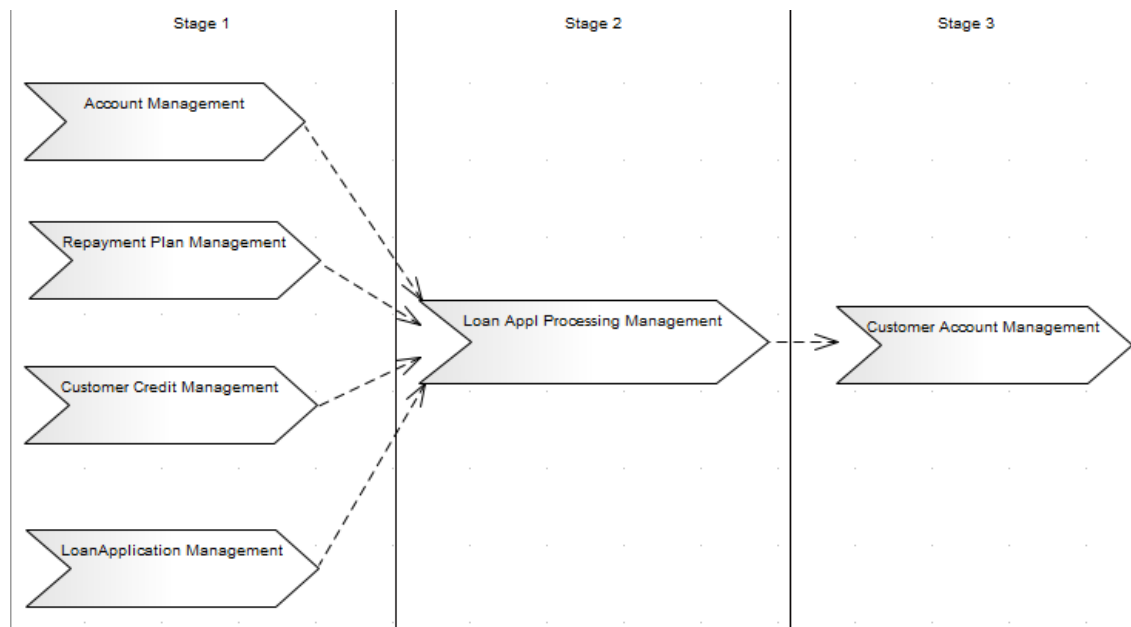 Stage 1
Stage 2
Stage 3
Account Management
Repayment Plan Management
Customer Credit Management
LoanApplication Management
Loan Appl Processing Management
Customer Account Management